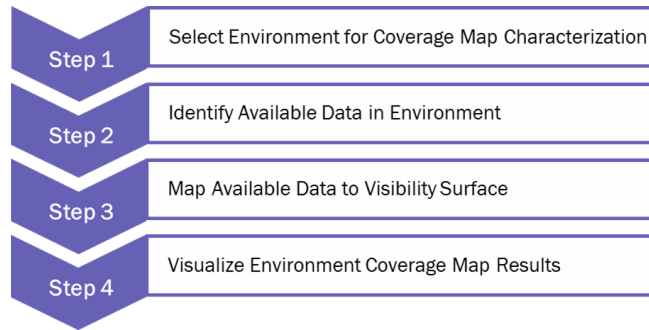 Step 1
Select Environment for Coverage Map Characterization
Step 2
Identify Available Data in Environment
Step 3
Map Available Data to Visibility Surface
Step 4
Visualize Environment Coverage Map Results